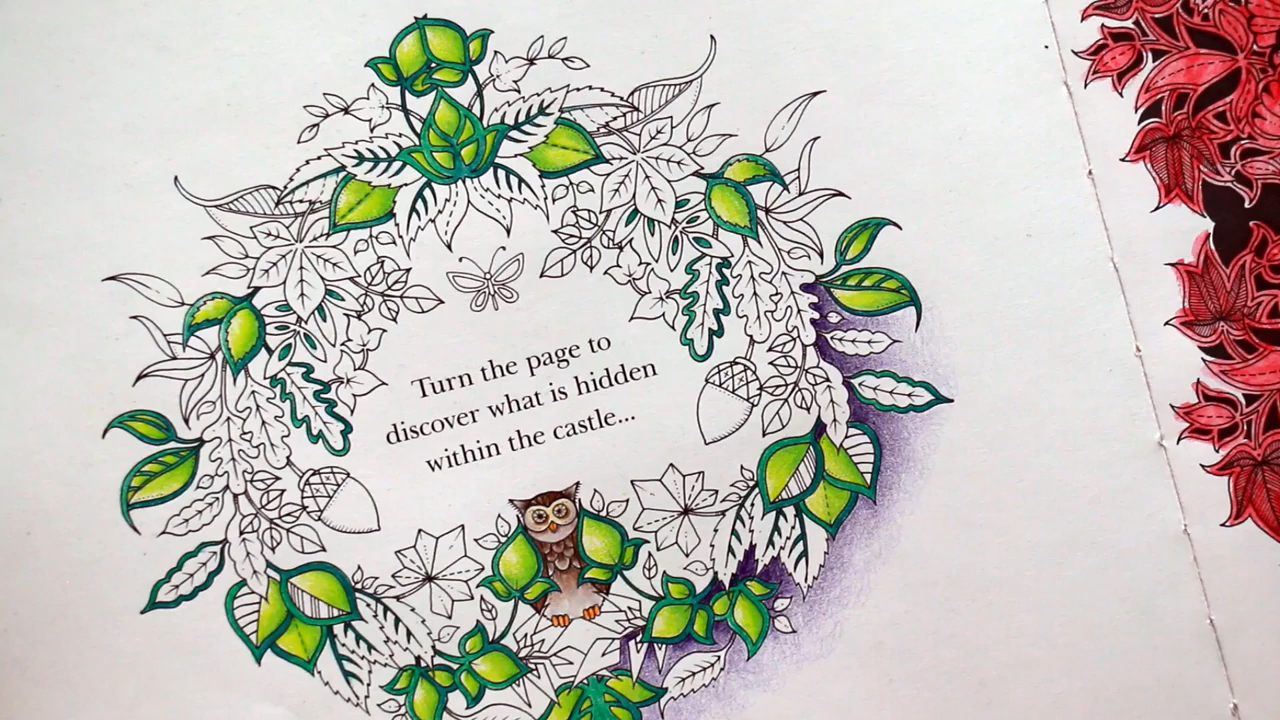 Turn the page to
discover what is hidden
within the castle...